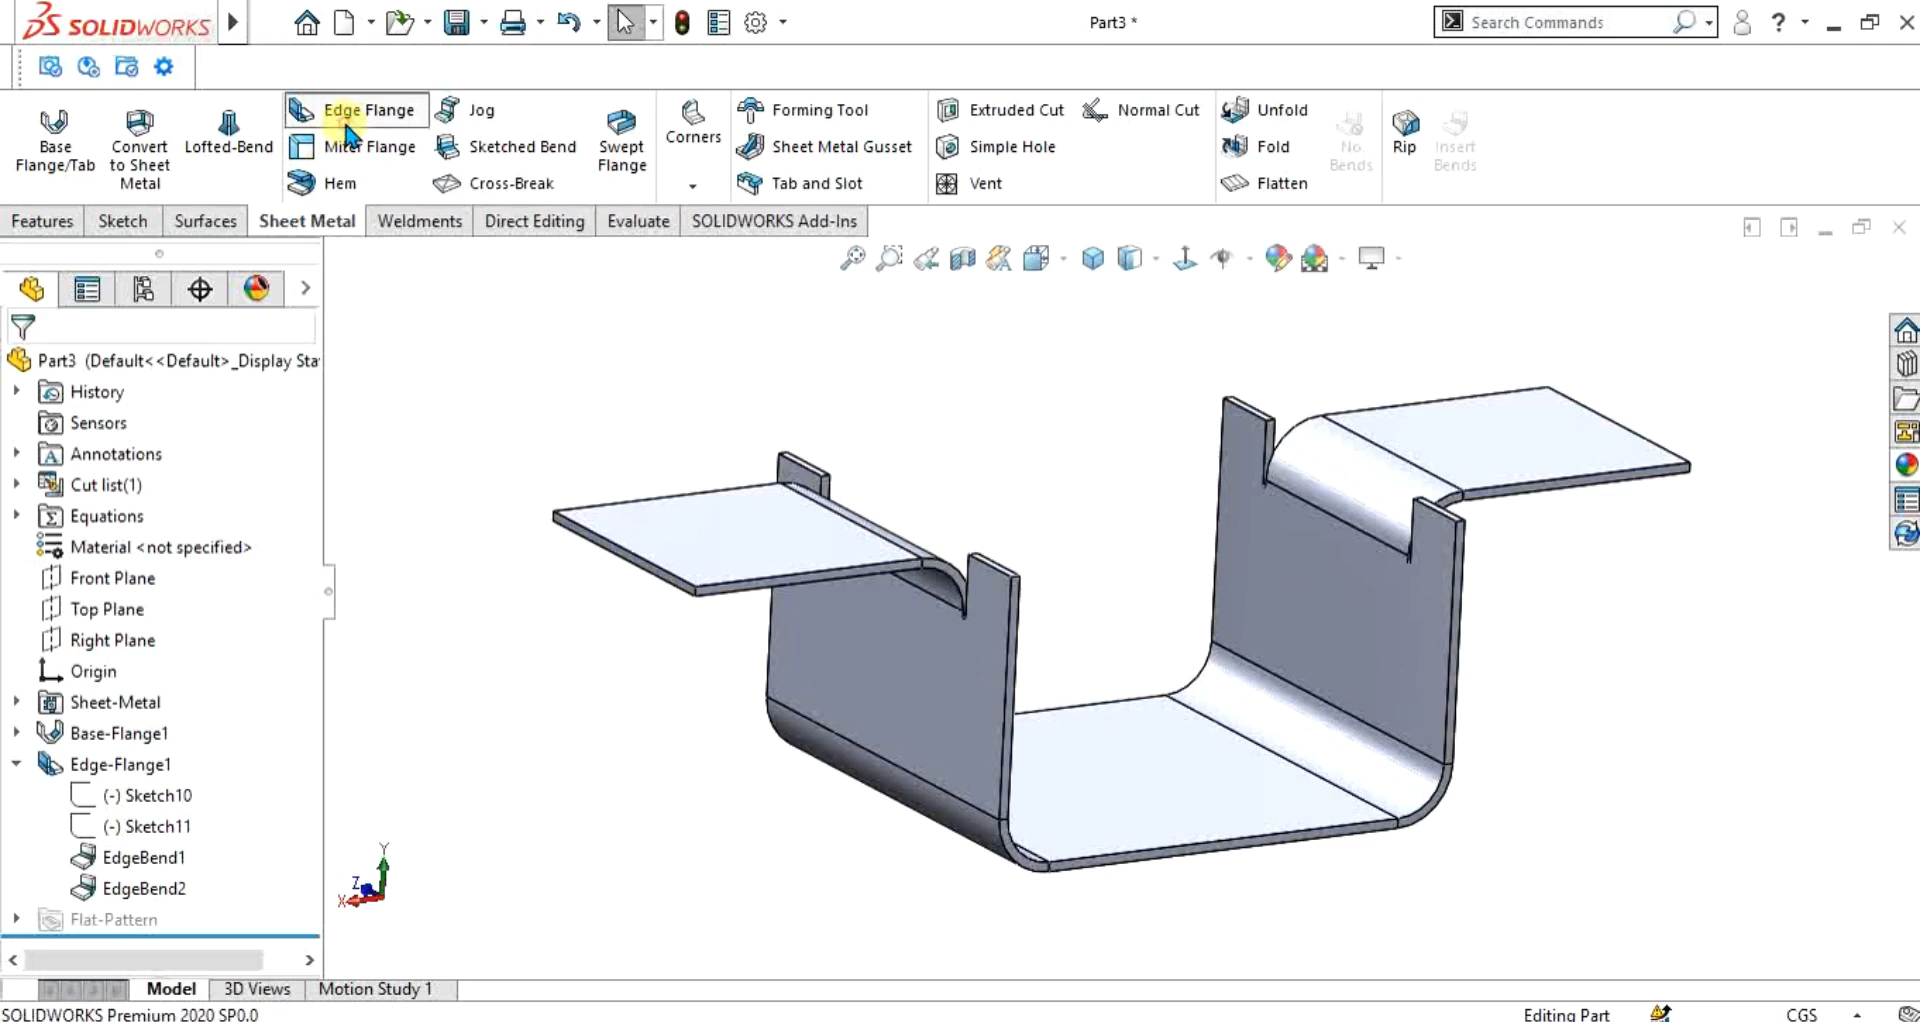 SOLIDWORKS
Part3 *
Search Commands
?
Base Flange/Tab
Convert to Sheet Metal
Lofted-Bend
Edge Flange
Miter Flange
Hem
Jog
Sketched Bend
Cross-Break
Swept Flange
Corners
Forming Tool
Sheet Metal Gusset
Tab and Slot
Extruded Cut
Simple Hole
Vent
Normal Cut
Unfold
Fold
Flatten
No Bends
Rip
Insert Bends
Features
Sketch
Surfaces
Sheet Metal
Weldments
Direct Editing
Evaluate
SOLIDWORKS Add-Ins
Part3 (Default<<Default>_Display Sta
History
Sensors
Annotations
Cut list(1)
Equations
Material <not specified>
Front Plane
Top Plane
Right Plane
Origin
Sheet-Metal
Base-Flange1
Edge-Flange1
(-) Sketch10
(-) Sketch11
EdgeBend1
EdgeBend2
Flat-Pattern
Y
Z
X
Model
3D Views
Motion Study 1
SOLIDWORKS Premium 2020 SP0.0
Editing Part
CGS